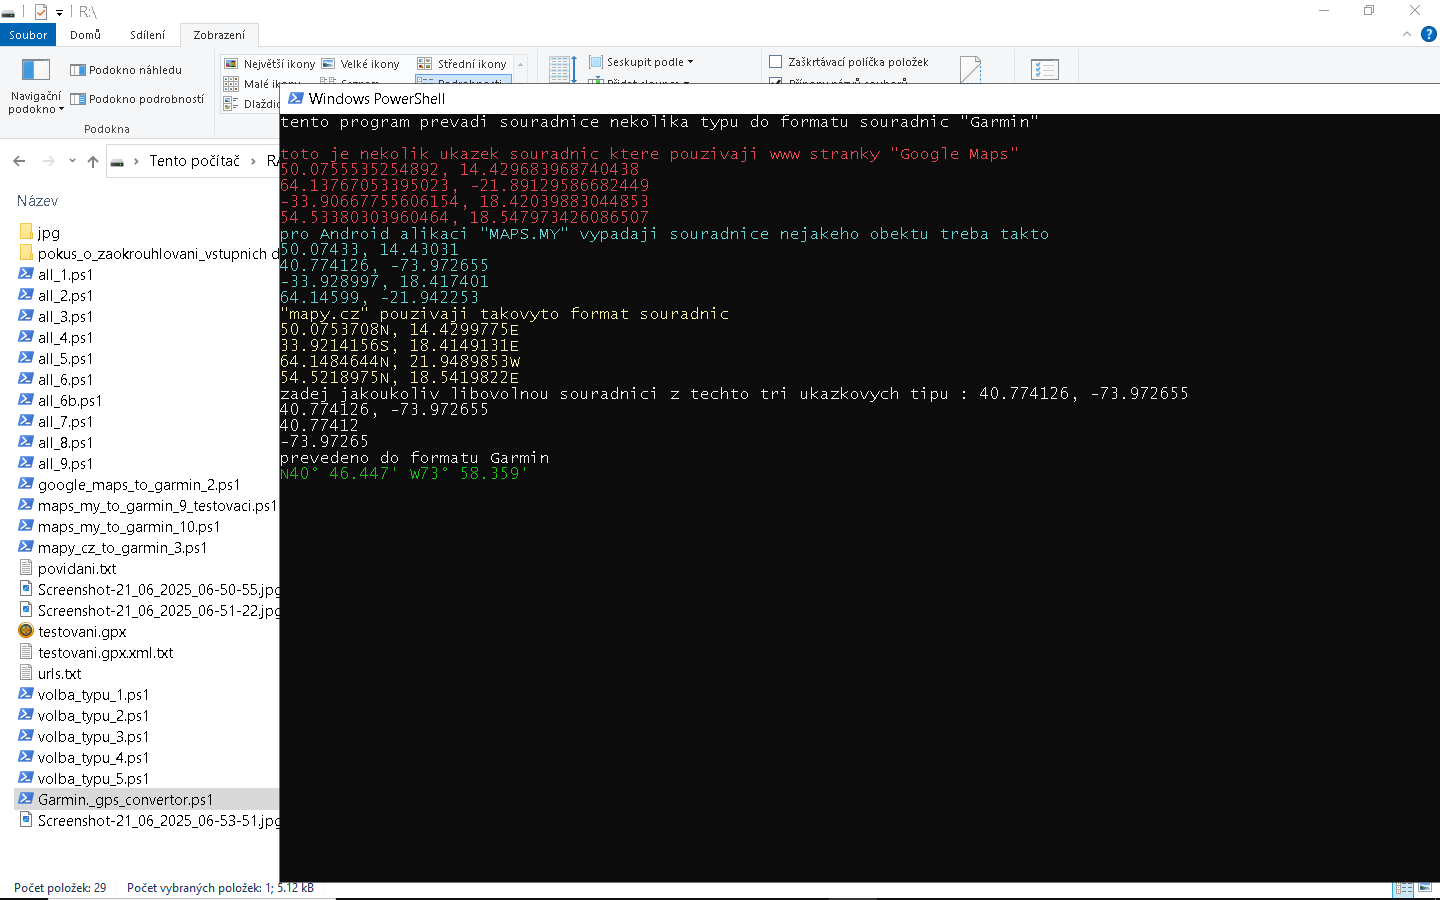 R:\
Soubor
Domů
Sdílení
Zobrazení
Navigační
podokno
Podokno náhledu
Podokno podrobností
Podokna
Největší ikony
Velké ikony
Střední ikony
Malé ikony
Seznam
Podrobnosti
Dlaždic
Seskupit podle
Přidat sloupce
Zaškrtávací políčka položek
Přípony názvů souborů
Tento počítač
RA
Název
jpg
pokus_o_zaokrouhlovani_vstupnich d
all_1.ps1
all_2.ps1
all_3.ps1
all_4.ps1
all_5.ps1
all_6.ps1
all_6b.ps1
all_7.ps1
all_8.ps1
all_9.ps1
google_maps_to_garmin_2.ps1
maps_my_to_garmin_9_testovaci.ps1
maps_my_to_garmin_10.ps1
mapy_cz_to_garmin_3.ps1
povidani.txt
Screenshot-21_06_2025_06-50-55.jpg
Screenshot-21_06_2025_06-51-22.jpg
testovani.gpx
testovani.gpx.xml.txt
urls.txt
volba_typu_1.ps1
volba_typu_2.ps1
volba_typu_3.ps1
volba_typu_4.ps1
volba_typu_5.ps1
Garmin._gps_convertor.ps1
Screenshot-21_06_2025_06-53-51.jpg
Počet položek: 29
Počet vybraných položek: 1; 5.12 kB
Windows PowerShell
tento program prevadi souradnice nekolika typu do formatu souradnic "Garmin"
toto je nekolik ukazek souradnic ktere pouzivaji www stranky "Google Maps"
50.0755535254892, 14.429683968740438
64.13767053395023, -21.89129586682449
-33.90667755606154, 18.42039883044853
54.53380303960464, 18.547973426086507
pro Android alikaci "MAPS.MY" vypadaji souradnice nejakeho obektu treba takto
50.07433, 14.43031
40.774126, -73.972655
-33.928997, 18.417401
64.14599, -21.942253
"mapy.cz" pouzivaji takovyto format souradnic
50.0753708N, 14.4299775E
33.9214156S, 18.4149131E
64.1484644N, 21.9489853W
54.5218975N, 18.5419822E
zadej jakoukoliv libovolnou souradnici z techto tri ukazkovych tipu : 40.774126, -73.972655
40.774126, -73.972655
40.77412
-73.97265
prevedeno do formatu Garmin
N40° 46.447' W73° 58.359'